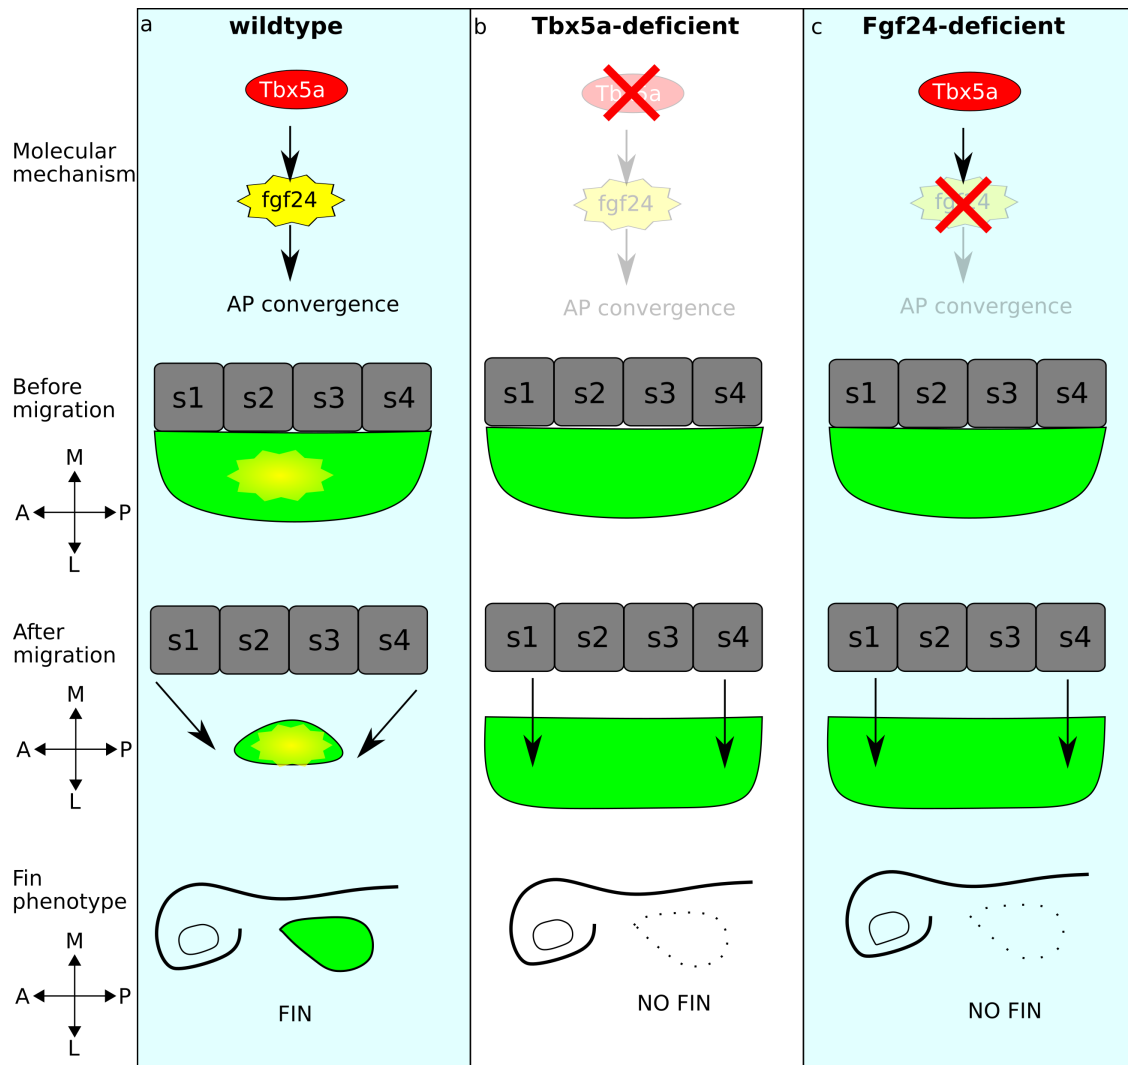 a wildtype b Tbx5a-deficient c Fgf24-deficient
Tbx5a Tbx5a Tbx5a
Molecular
mechanism
fgf24 fgf24 fgf24
AP convergence AP convergence AP convergence
Before
migration
s1 s2 s3 s4 s1 s2 s3 s4 s1 s2 s3 s4
M
A P
L
After
migration
s1 s2 s3 s4 s1 s2 s3 s4 s1 s2 s3 s4
M
A P
L
Fin
phenotype
M
A P
L
FIN NO FIN NO FIN